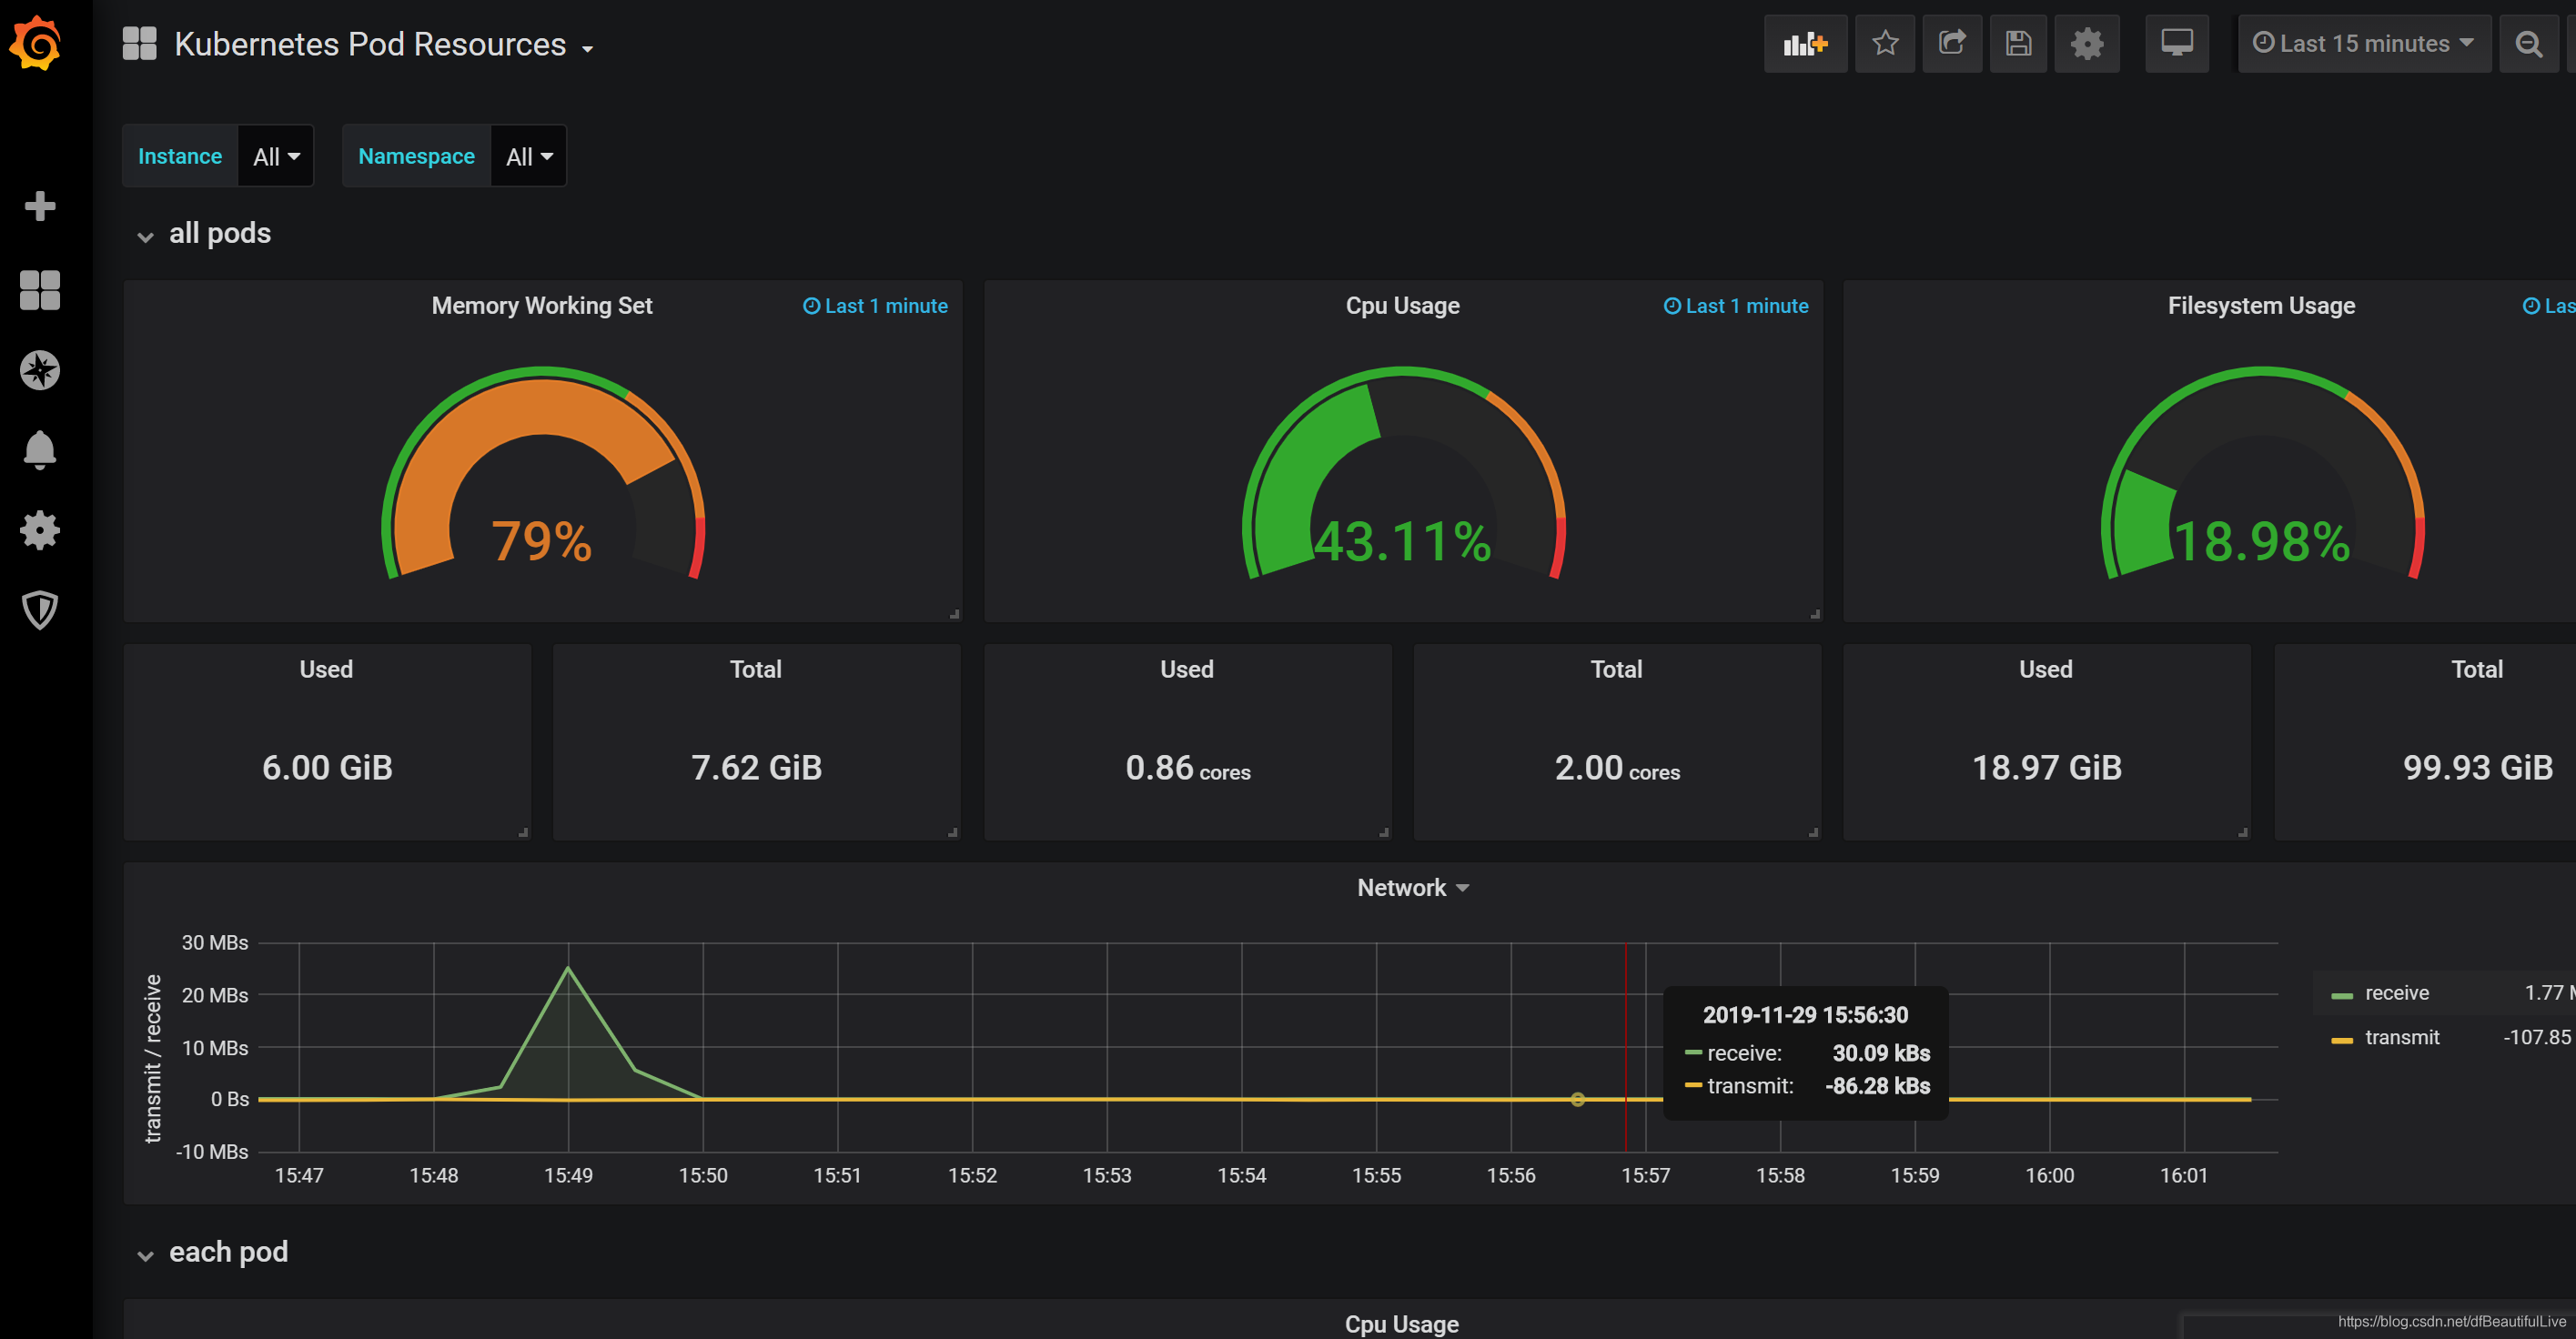 Kubernetes Pod Resources
Last 15 minutes
Instance All Namespace All
all pods
Memory Working Set Last 1 minute
Cpu Usage Last 1 minute
Filesystem Usage Las
79%
43.11%
18.98%
Used Total Used Total Used Total
6.00 GiB 7.62 GiB 0.86 cores 2.00 cores 18.97 GiB 99.93 GiB
Network
transmit / receive
30 MBs
20 MBs
10 MBs
0 Bs
-10 MBs
15:47 15:48 15:49 15:50 15:51 15:52 15:53 15:54 15:55 15:56 15:57 15:58 15:59 16:00 16:01
2019-11-29 15:56:30
receive: 30.09 kBs
transmit: -86.28 kBs
receive 1.77 M
transmit -107.85
each pod
Cpu Usage
https://blog.csdn.net/dfBeautifulLive